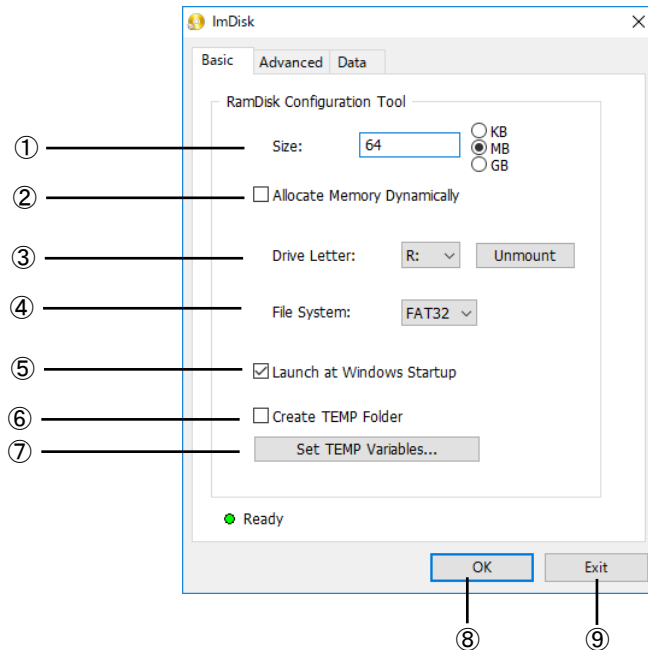 ImDisk
Basic Advanced Data
RamDisk Configuration Tool
① Size: 64 KB
MB
GB
② Allocate Memory Dynamically
③ Drive Letter: R: Unmount
④ File System: FAT32
⑤ Launch at Windows Startup
⑥ Create TEMP Folder
⑦ Set TEMP Variables...
Ready
OK Exit
⑧ ⑨